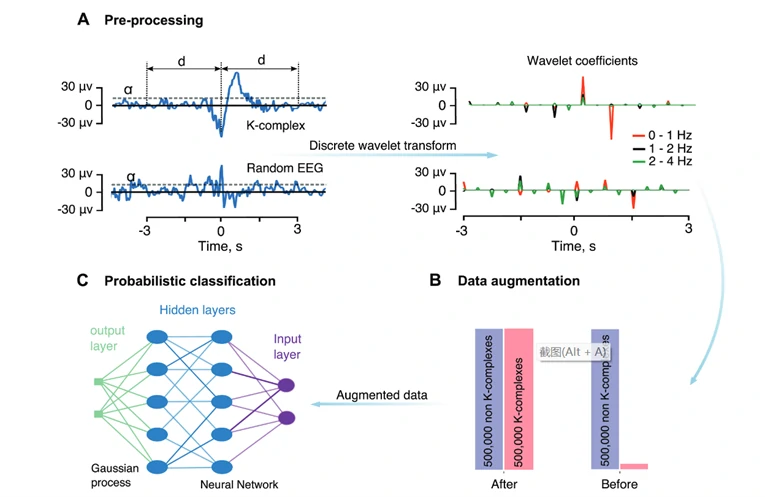 A Pre-processing
d d
α
30 μv
0
-30 μv
K-complex
Random EEG
α
30 μv
0
30 μv
-3 0 3
Time, s
Discrete wavelet transform
Wavelet coefficients
30 μv
0
-30 μv
0 - 1 Hz
1 - 2 Hz
2 - 4 Hz
30 μv
0
30 μv
-3 0 3
Time, s
C Probabilistic classification
Hidden layers
output
layer
Input
layer
Gaussian
process
Neural Network
Augmented data
B Data augmentation
500,000 non K-complexes
500,000 K-complexes
截图(Alt + A)
500,000 non K-complexes
After
Before